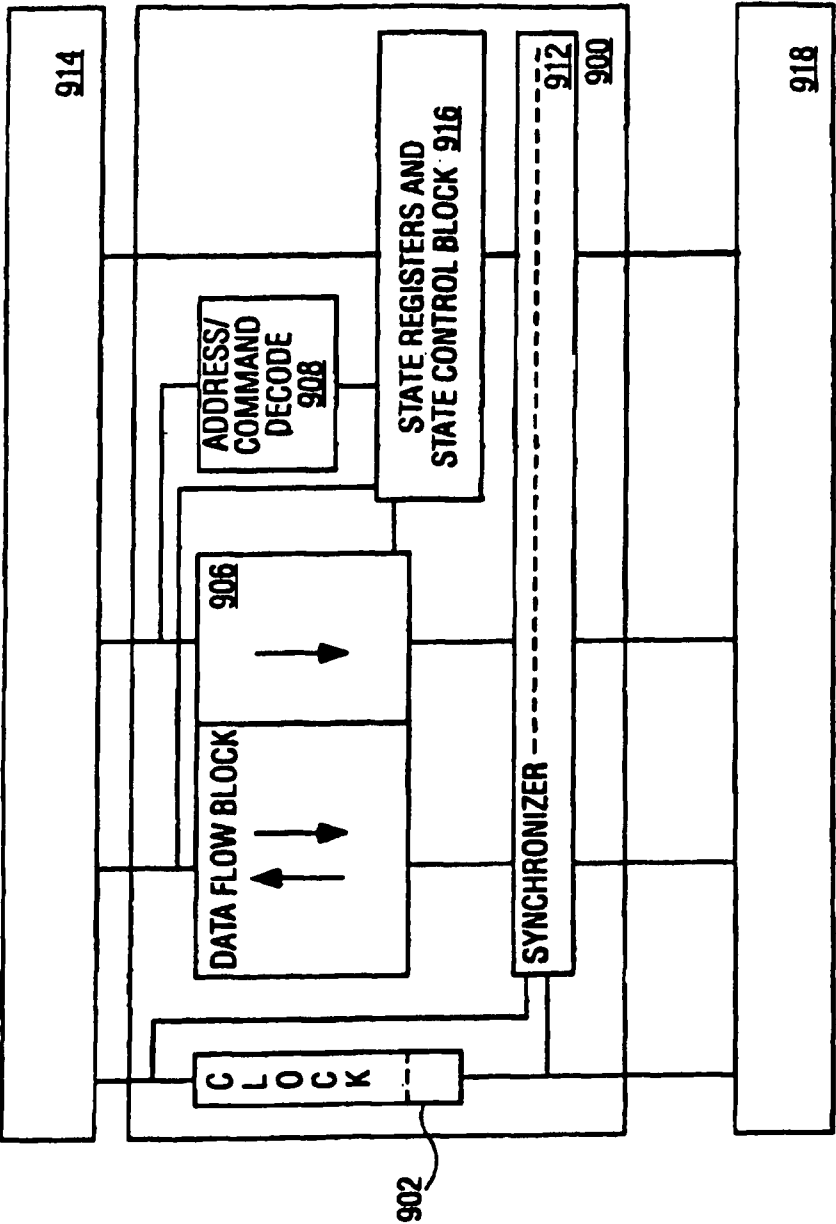 914
ADDRESS/
COMMAND
DECODE
908
906
DATA FLOW BLOCK
CLOCK
902
STATE REGISTERS AND
STATE CONTROL BLOCK 916
SYNCHRONIZER
912
900
918